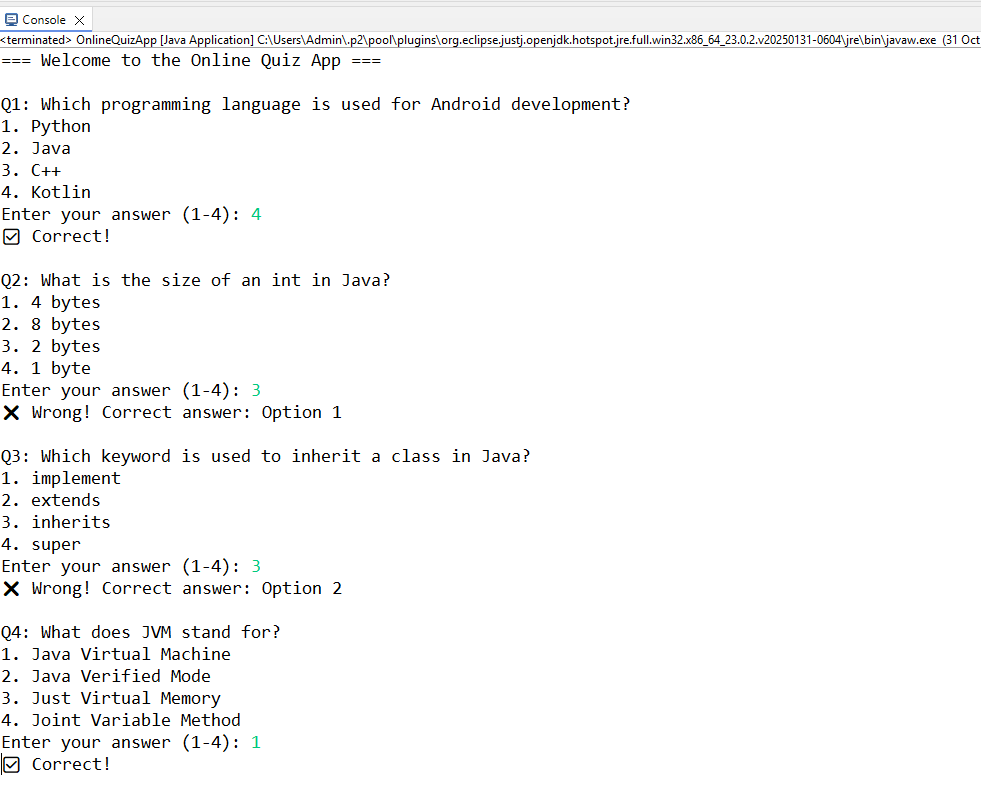 Console
<terminated> OnlineQuizApp [Java Application] C:\Users\Admin\.p2\pool\plugins\org.eclipse.justj.openjdk.hotspot.jre.full.win32.x86_64_23.0.2.v20250131-0604\jre\bin\javaw.exe (31 Oct
=== Welcome to the Online Quiz App ===
Q1: Which programming language is used for Android development?
1. Python
2. Java
3. C++
4. Kotlin
Enter your answer (1-4): 4
☑ Correct!
Q2: What is the size of an int in Java?
1. 4 bytes
2. 8 bytes
3. 2 bytes
4. 1 byte
Enter your answer (1-4): 3
❌ Wrong! Correct answer: Option 1
Q3: Which keyword is used to inherit a class in Java?
1. implement
2. extends
3. inherits
4. super
Enter your answer (1-4): 3
❌ Wrong! Correct answer: Option 2
Q4: What does JVM stand for?
1. Java Virtual Machine
2. Java Verified Mode
3. Just Virtual Memory
4. Joint Variable Method
Enter your answer (1-4): 1
☑ Correct!